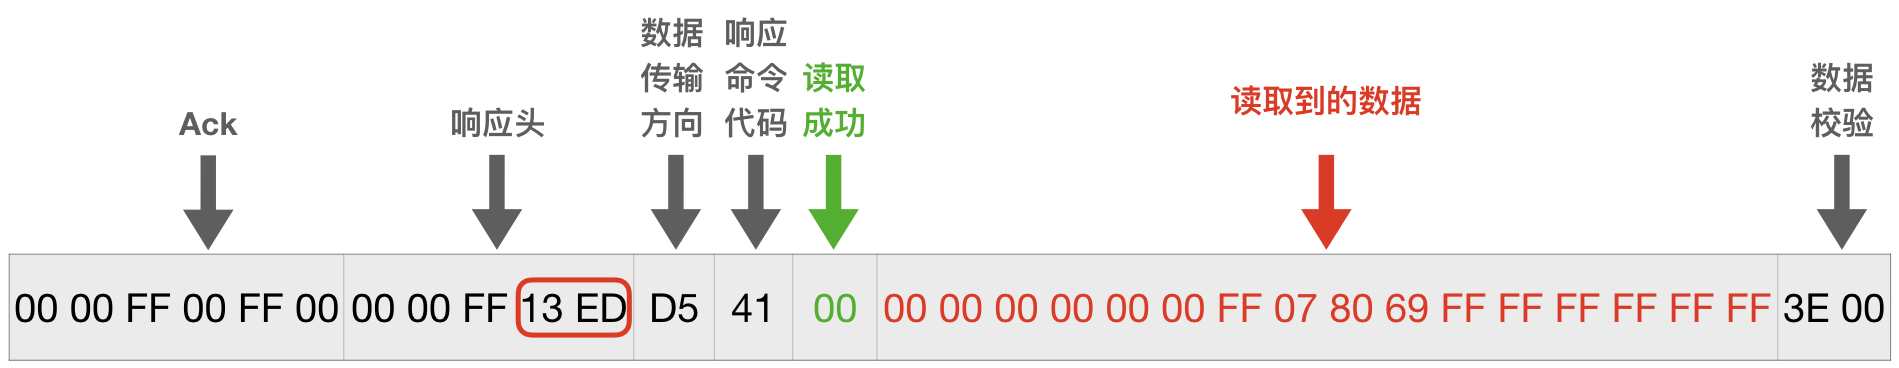 Ack
响应头
数据
传输
方向
响应
命令
代码
读取
成功
读取到的数据
数据
校验
00 00 FF 00 FF 00 00 00 FF 13 ED D5 41 00 00 00 00 00 00 00 FF 07 80 69 FF FF FF FF FF FF 3E 00